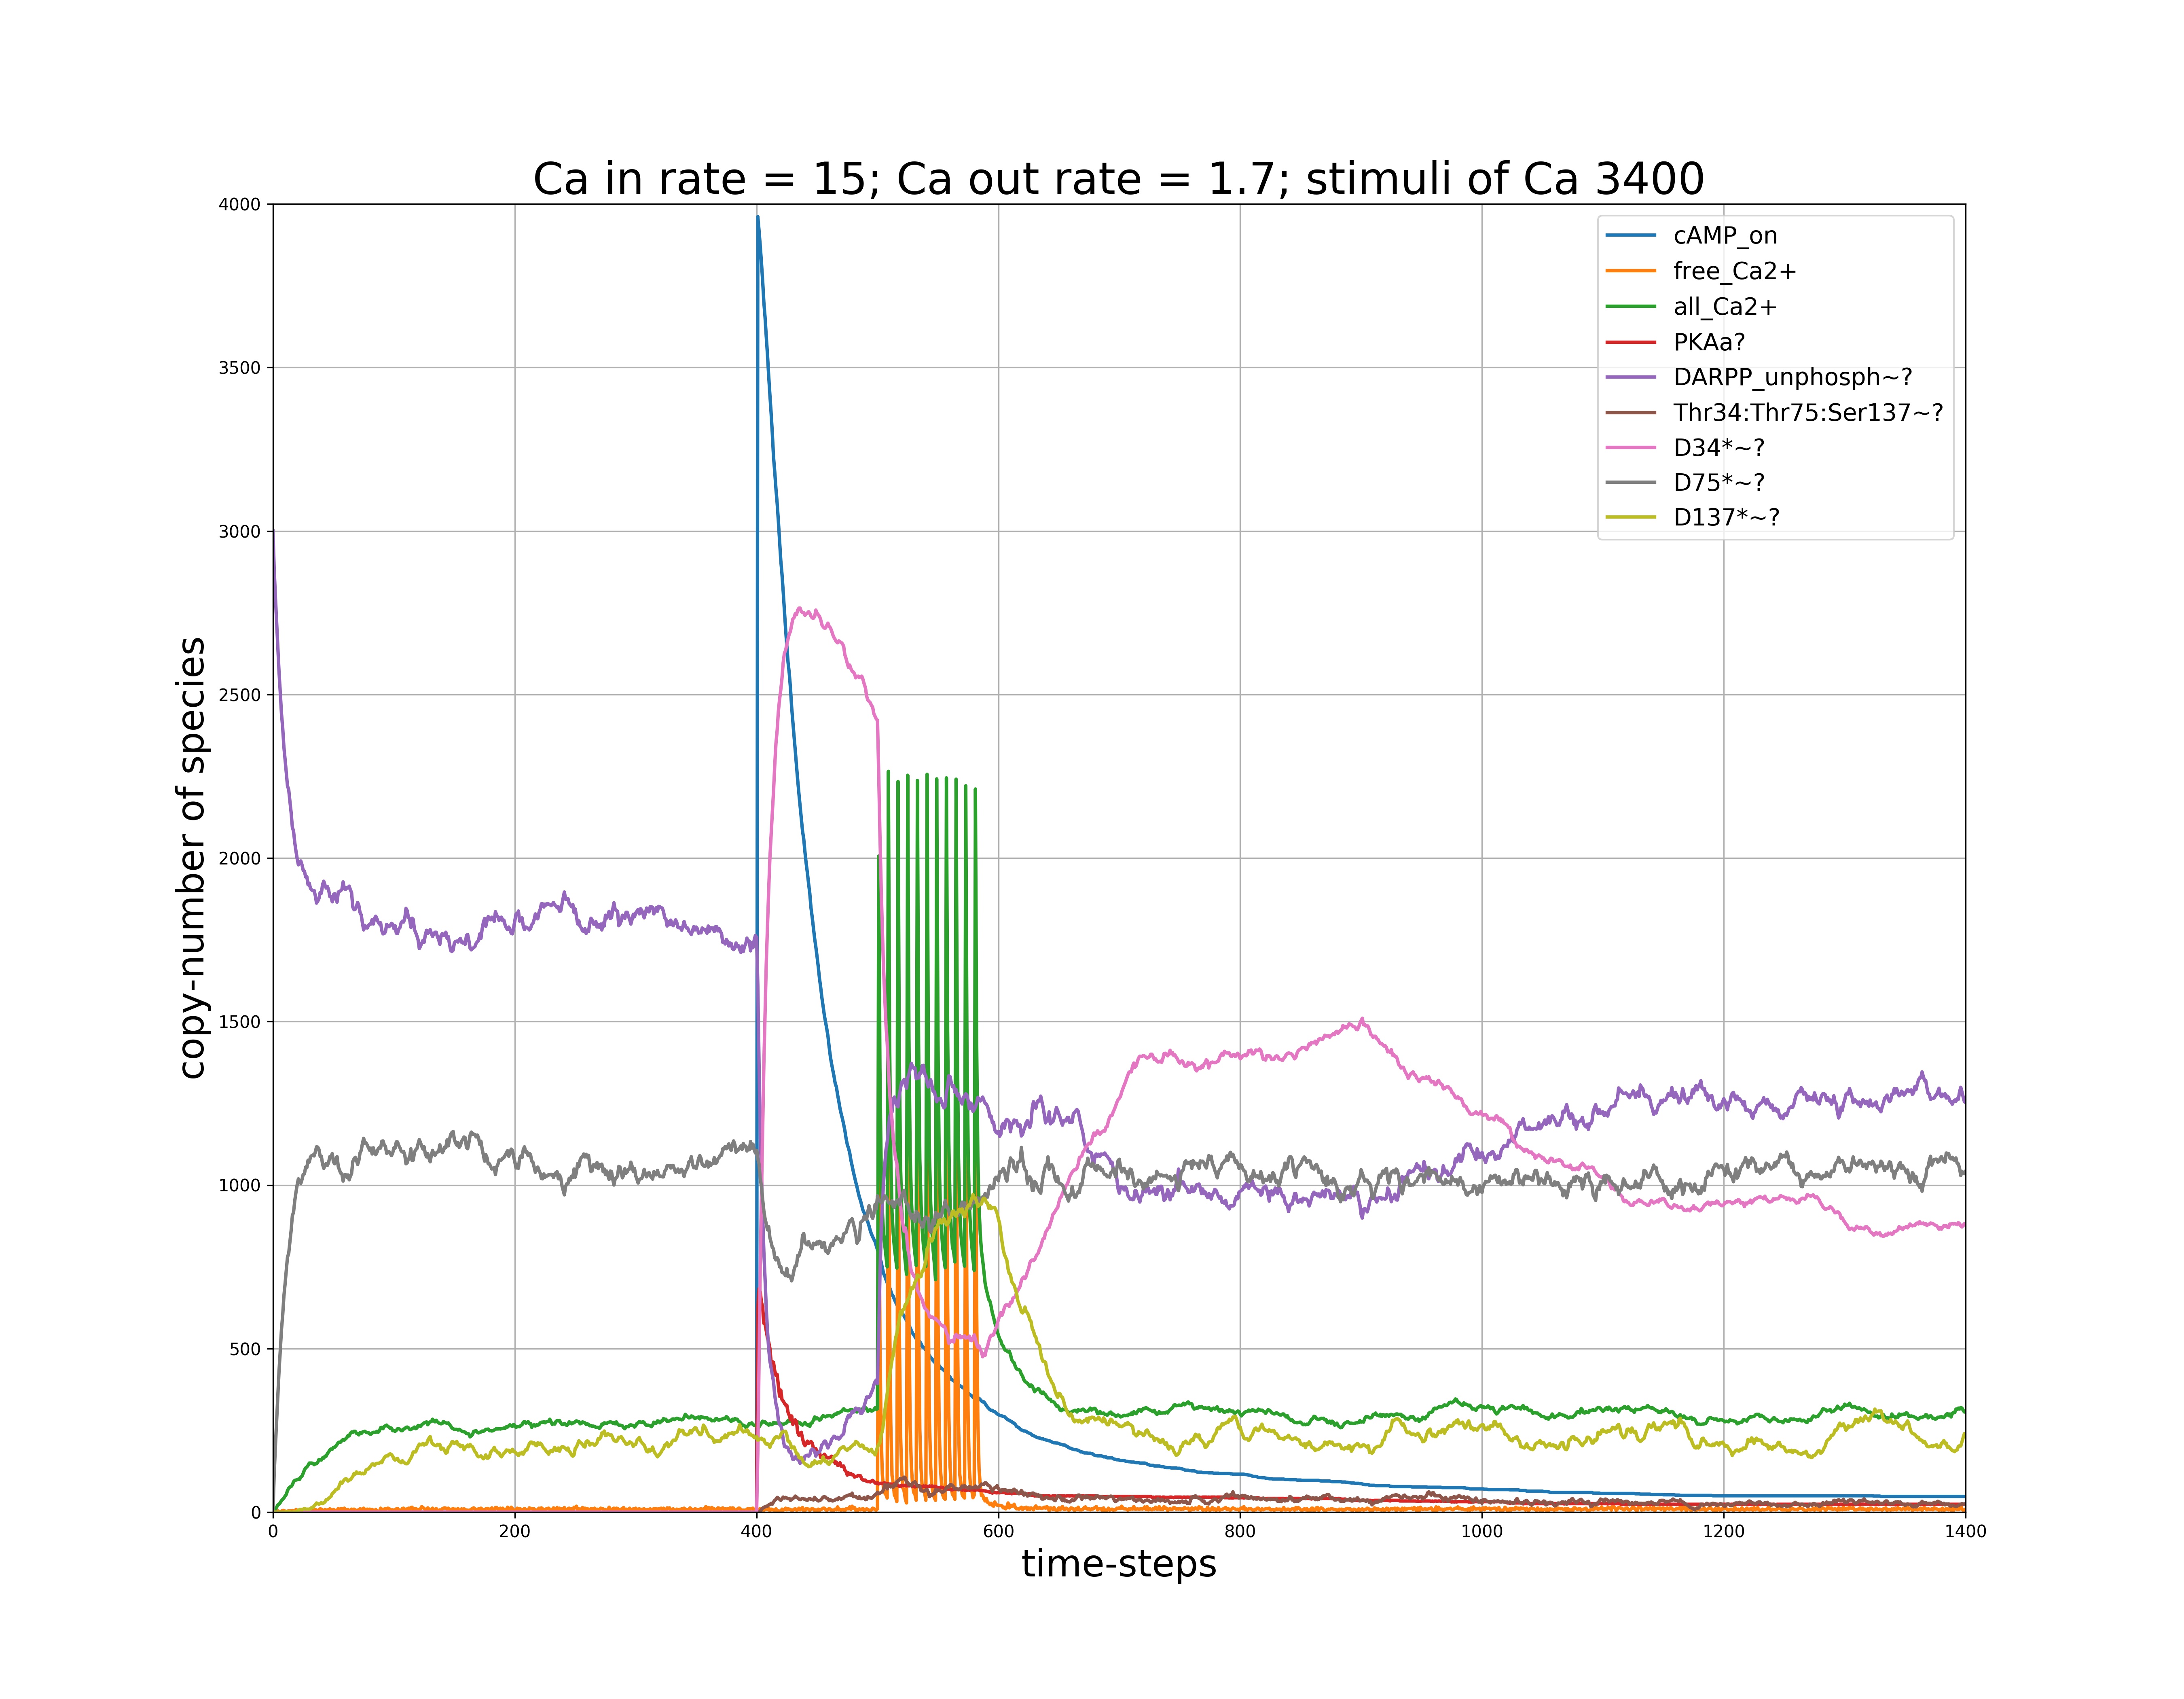 Ca in rate = 15; Ca out rate = 1.7; stimuli of Ca 3400
copy-number of species
4000
3500
3000
2500
2000
1500
1000
500
0
cAMP_on
free_Ca2+
all_Ca2+
PKAa?
DARPP_unphosph~?
Thr34:Thr75:Ser137~?
D34*~?
D75*~?
D137*~?
0 200 400 600 800 1000 1200 1400
time-steps